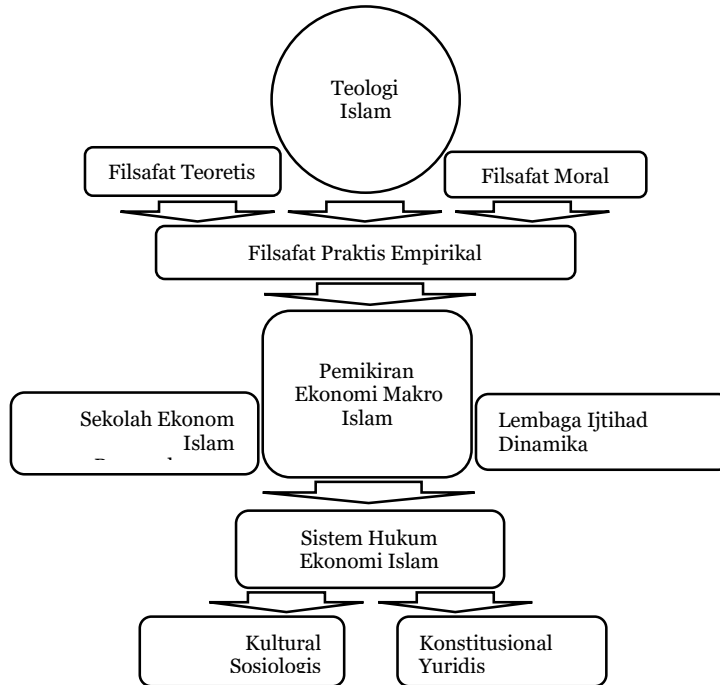 Teologi
Islam
Filsafat Teoretis
Filsafat Moral
Filsafat Praktis Empirikal
Pemikiran
Ekonomi Makro
Islam
Sekolah Ekonom
Islam
Lembaga Ijtihad
Dinamika
Sistem Hukum
Ekonomi Islam
Kultural
Sosiologis
Konstitusional
Yuridis